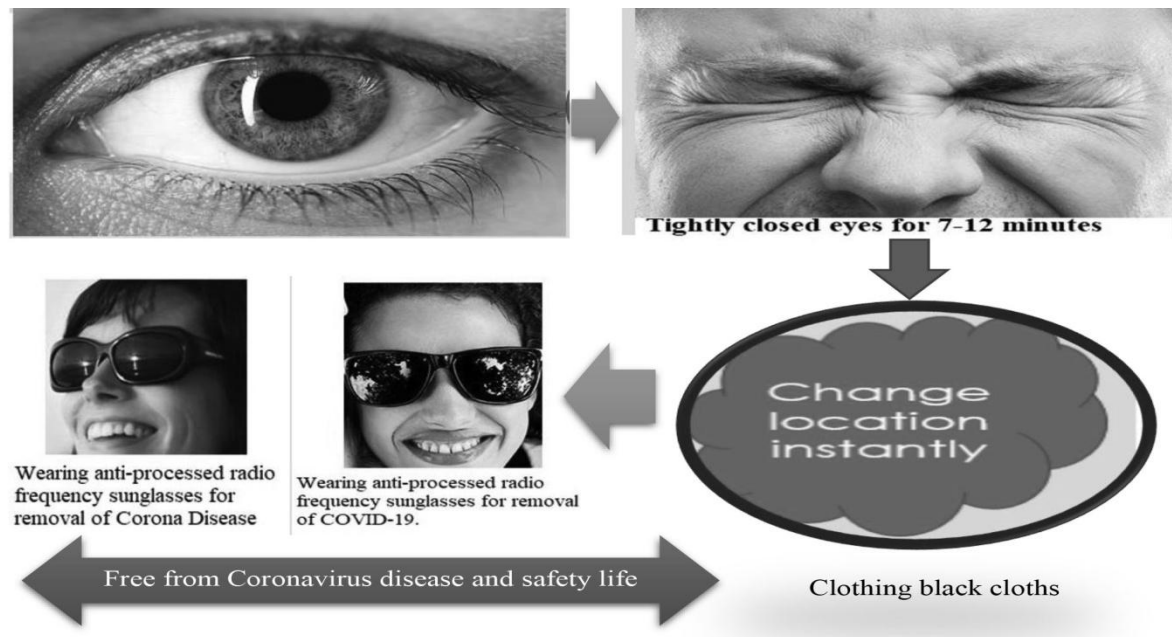 Tightly closed eyes for 7-12 minutes
Change
location
instantly
Clothing black cloths
Wearing anti-processed radio
frequency sunglasses for
removal of Corona Disease
Wearing anti-processed radio
frequency sunglasses for removal
of COVID-19.
Free from Coronavirus disease and safety life